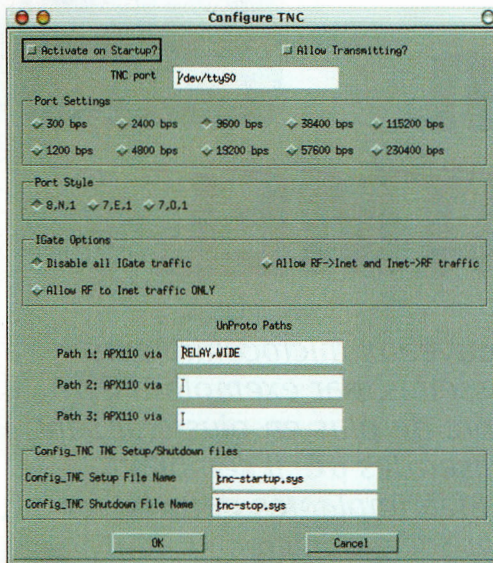 Configure TNC
Activate on Startup?
Allow Transmitting?
TNC port /dev/ttyS0
Port Settings
300 bps 2400 bps 9600 bps 38400 bps 115200 bps
1200 bps 4800 bps 19200 bps 57600 bps 230400 bps
Port Style
8,N,1 7,E,1 7,O,1
IGate Options
Disable all IGate traffic Allow RF->Inet and Inet->RF traffic
Allow RF to Inet traffic ONLY
UnProto Paths
Path 1: APX110 via RELAY,WIDE
Path 2: APX110 via
Path 3: APX110 via
Config_TNC TNC Setup/Shutdown files
Config_TNC Setup File Name tnc-startup.sys
Config_TNC Shutdown File Name tnc-stop.sys
OK Cancel